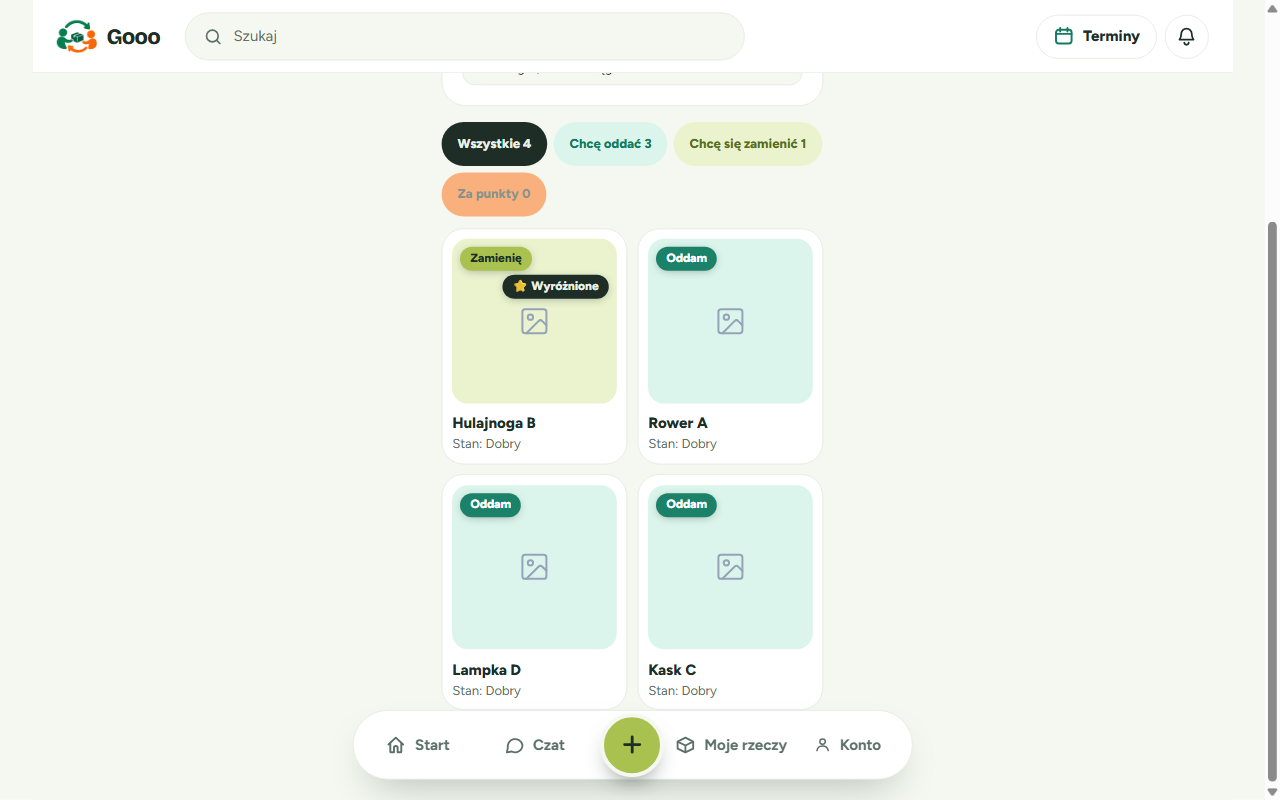 Gooo
Szukaj
Terminy
Wszystkie 4
Chcę oddać 3
Chcę się zamienić 1
Za punkty 0
Zamienię
Wyróżnione
Oddam
Hulajnoga B
Stan: Dobry
Rower A
Stan: Dobry
Oddam
Oddam
Lampka D
Stan: Dobry
Kask C
Stan: Dobry
Start
Czat
Moje rzeczy
Konto